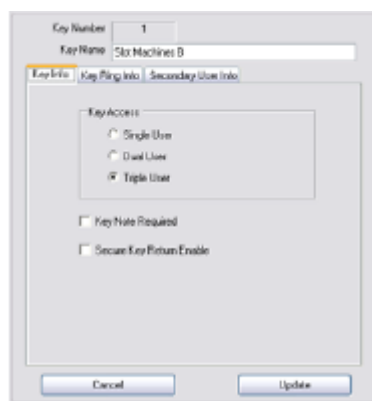 Key Number 1
Key Name Slot Machines B
Key Info Key Ring Info Secondary User Info
Key Access
Single User
Dual User
Triple User
Key Note Required
Secure Key Return Enable
Cancel Update